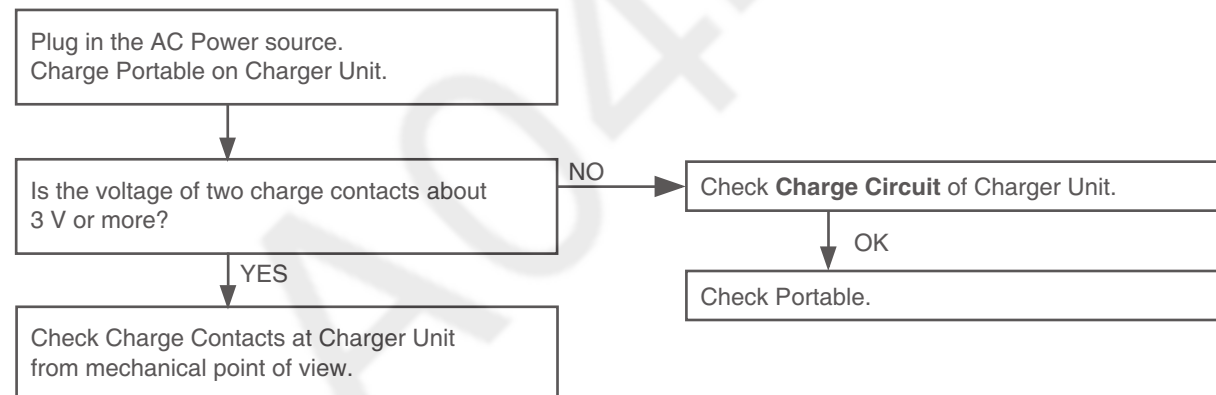 Plug in the AC Power source.
Charge Portable on Charger Unit.
Is the voltage of two charge contacts about
3 V or more?
NO
Check Charge Circuit of Charger Unit.
OK
Check Portable.
YES
Check Charge Contacts at Charger Unit
from mechanical point of view.